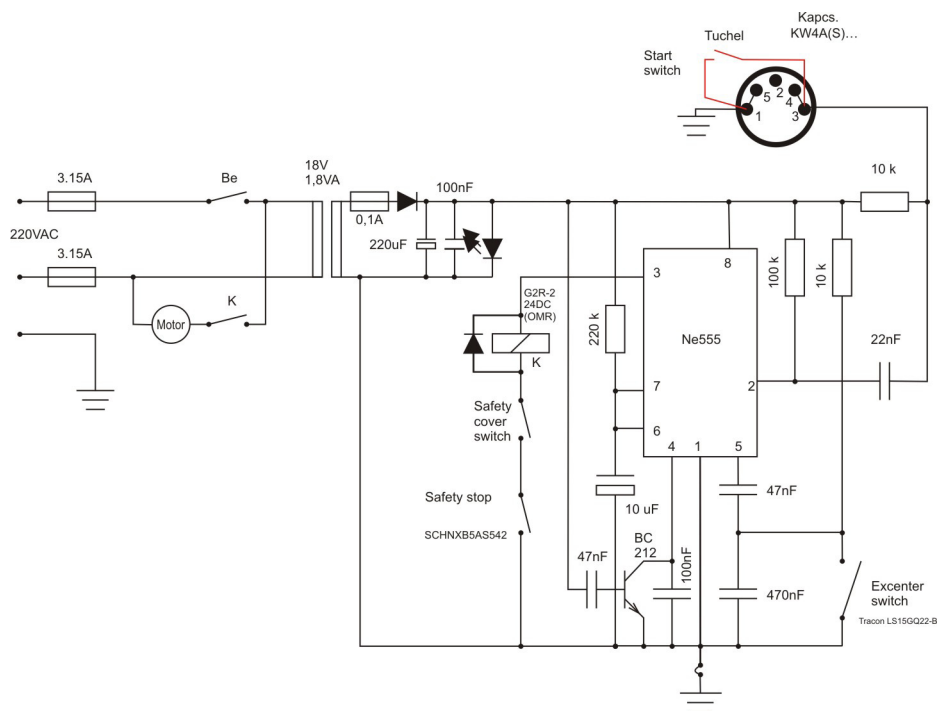 Kapcs.
KW4A(S)...
Tuchel
Start
switch
5
2
4
1
3
18V
1,8VA
3.15A
Be
100nF
10 k
0,1A
220VAC
220uF
3.15A
3
8
G2R-2
24DC
(OMR)
K
Motor
220 k
100 k
10 k
Ne555
22nF
K
7
2
Safety
cover
switch
6
4
1
5
47nF
Safety stop
10 uF
SCHNXB5AS542
BC
212
47nF
100nF
470nF
Excenter
switch
Tracon LS15GQ22-B